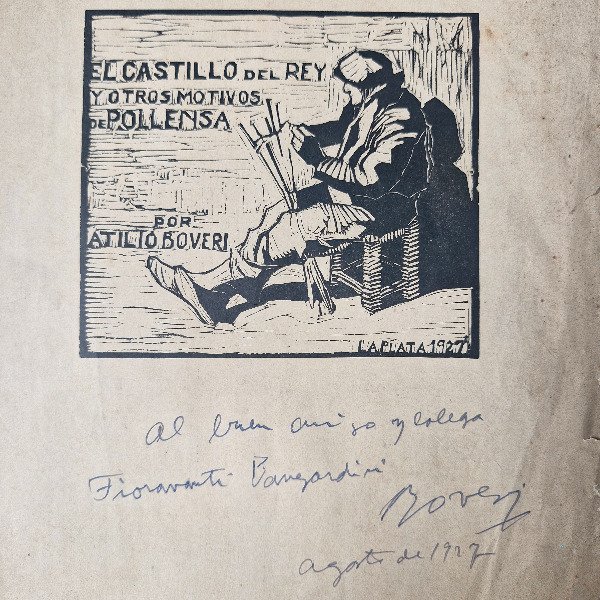 EL CASTILLO DEL REY
Y OTROS MOTIVOS
DE POLLENSA
POR
ATILIO BOVERI
LA PLATA 1927
Al buen amigo y colega
Fioravanti Bangardini
Boveri
agosto de 1927